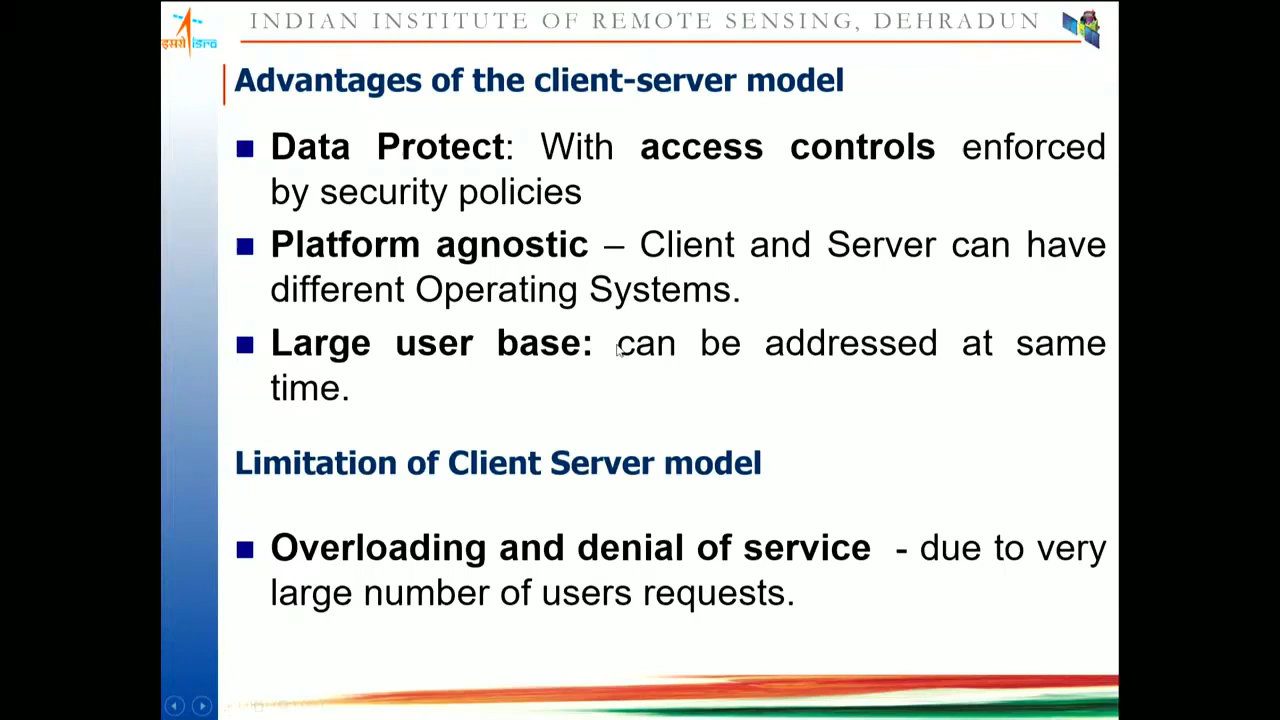 इसरो isro
INDIAN INSTITUTE OF REMOTE SENSING, DEHRADUN
Advantages of the client-server model
Data Protect: With access controls enforced
by security policies
Platform agnostic – Client and Server can have
different Operating Systems.
Large user base: can be addressed at same
time.
Limitation of Client Server model
Overloading and denial of service - due to very
large number of users requests.